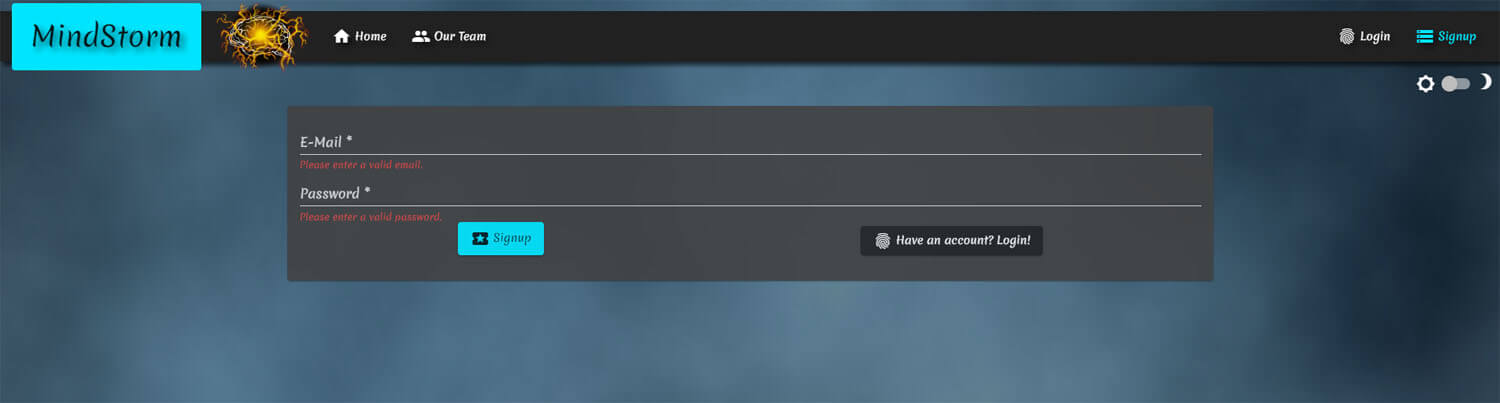 MindStorm
Home
Our Team
Login
Signup
E-Mail *
Please enter a valid email.
Password *
Please enter a valid password.
Signup
Have an account? Login!